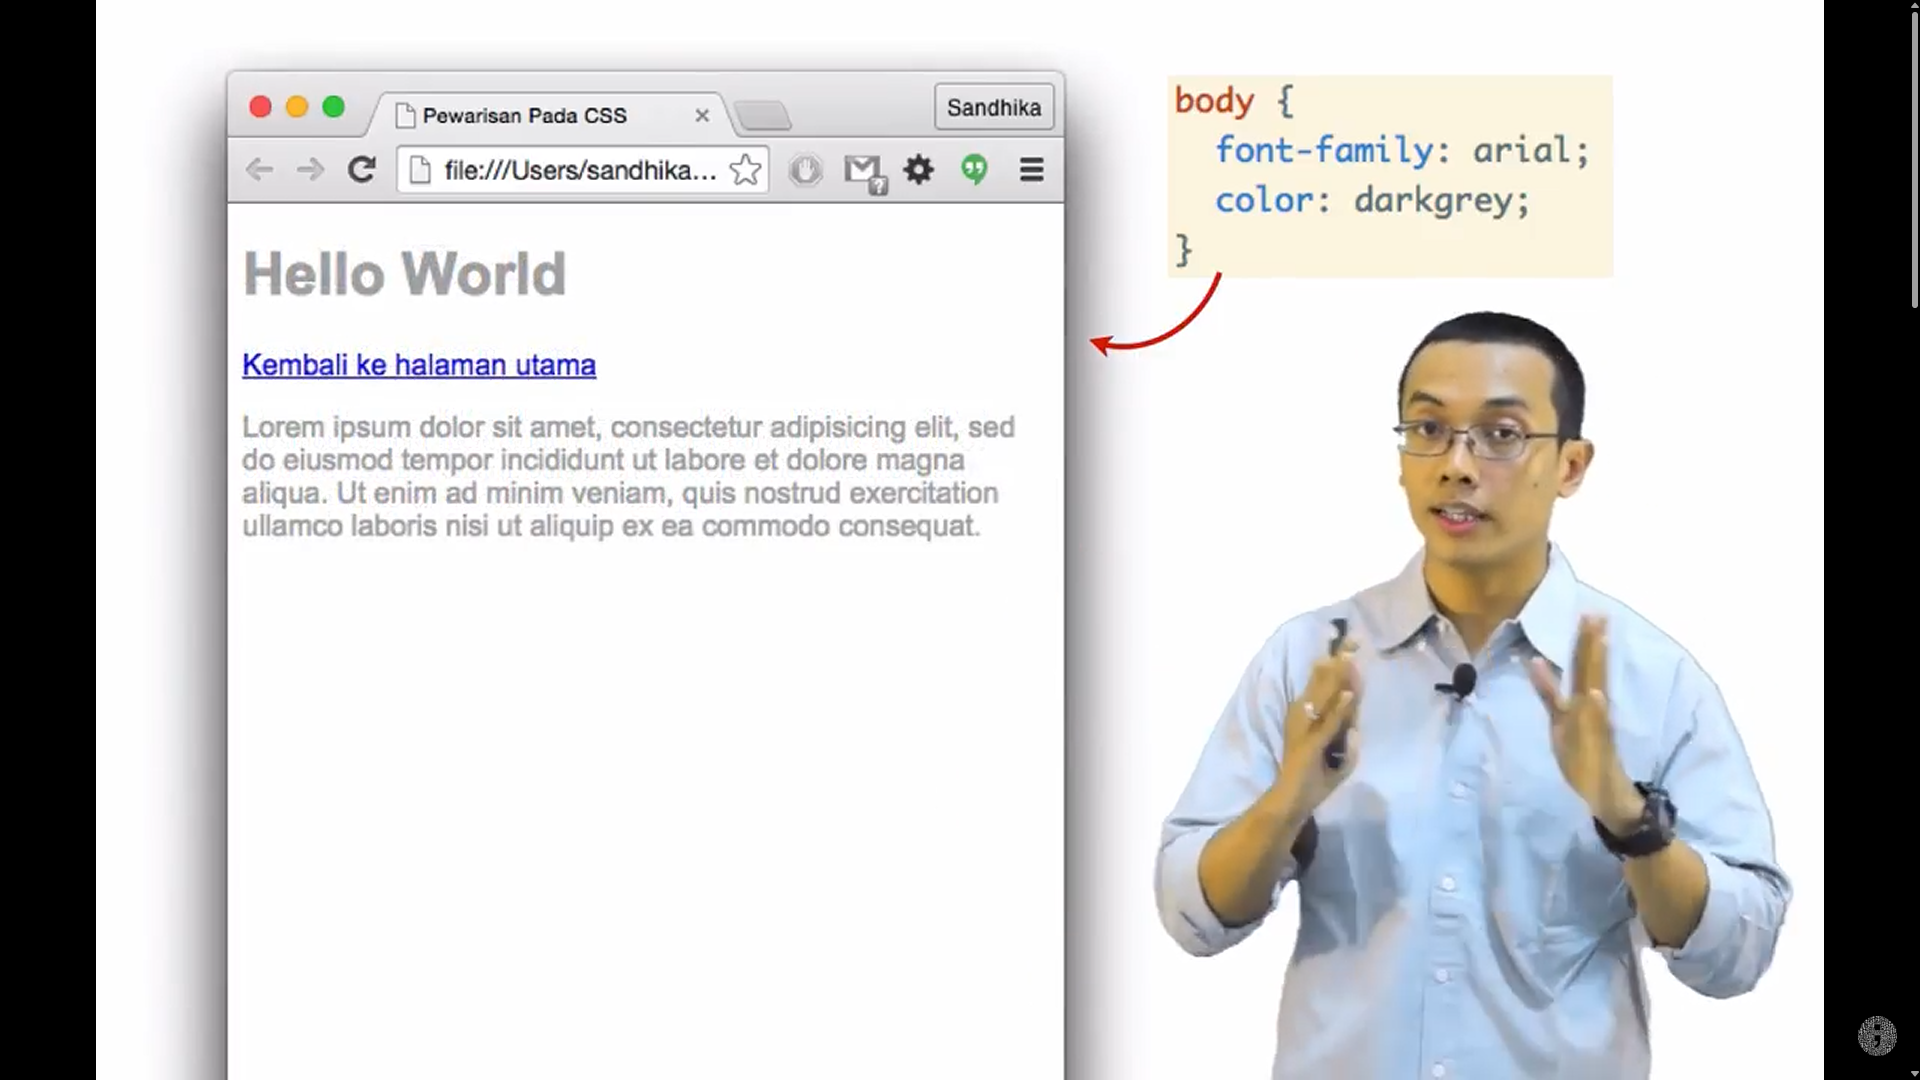 Pewarisan Pada CSS
Sandhika
file:///Users/sandhika...
Hello World
Kembali ke halaman utama
Lorem ipsum dolor sit amet, consectetur adipisicing elit, sed
do eiusmod tempor incididunt ut labore et dolore magna
aliqua. Ut enim ad minim veniam, quis nostrud exercitation
ullamco laboris nisi ut aliquip ex ea commodo consequat.
body {
font-family: arial;
color: darkgrey;
}